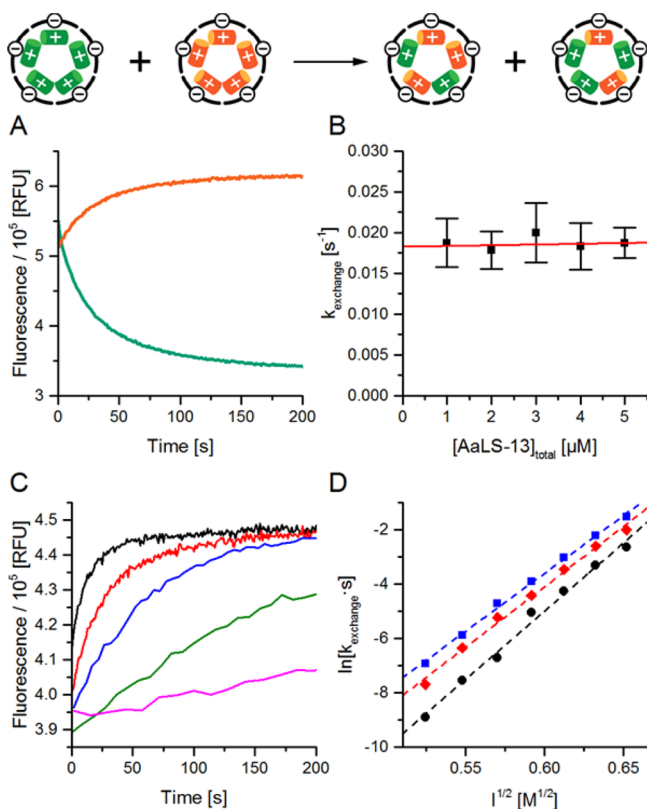 + → +
A
Fluorescence / 10⁵ [RFU]
6
5
4
3
0 50 100 150 200
Time [s]
B
k_exchange [s⁻¹]
0.030
0.025
0.020
0.015
0.010
0.005
0.000
0 1 2 3 4 5
[AaLS-13]_total [µM]
C
Fluorescence / 10⁵ [RFU]
4.5
4.4
4.3
4.2
4.1
4.0
3.9
0 50 100 150 200
Time [s]
D
ln[k_exchange·s]
-2
-4
-6
-8
-10
0.55 0.60 0.65
I^1/2 [M^1/2]